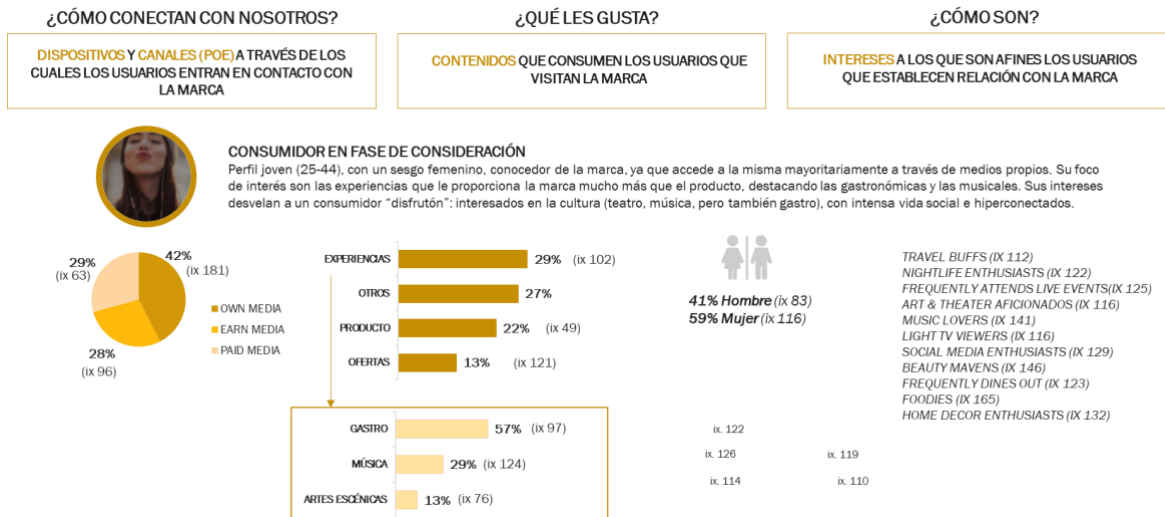 ¿CÓMO CONECTAN CON NOSOTROS?
DISPOSITIVOS Y CANALES (POE) A TRAVÉS DE LOS
CUALES LOS USUARIOS ENTRAN EN CONTACTO CON
LA MARCA
¿QUÉ LES GUSTA?
CONTENIDOS QUE CONSUMEN LOS USUARIOS QUE
VISITAN LA MARCA
¿CÓMO SON?
INTERESES A LOS QUE SON AFINES LOS USUARIOS
QUE ESTABLECEN RELACIÓN CON LA MARCA
CONSUMIDOR EN FASE DE CONSIDERACIÓN
Perfil joven (25-44), con un sesgo femenino, conocedor de la marca, ya que accede a la misma mayoritariamente a través de medios propios. Su foco
de interés son las experiencias que le proporciona la marca mucho más que el producto, destacando las gastronómicas y las musicales. Sus intereses
desvelan a un consumidor “disfrutón”: interesados en la cultura (teatro, música, pero también gastro), con intensa vida social e hiperconectados.
29%
(ix 63)
42%
(ix 181)
28%
(ix 96)
OWN MEDIA
EARN MEDIA
PAID MEDIA
EXPERIENCIAS 29% (ix 102)
OTROS 27%
PRODUCTO 22% (ix 49)
OFERTAS 13% (ix 121)
GASTRO 57% (ix 97)
MÚSICA 29% (ix 124)
ARTES ESCÉNICAS 13% (ix 76)
41% Hombre (ix 83)
59% Mujer (ix 116)
ix. 122
ix. 126 ix. 119
ix. 114 ix. 110
TRAVEL BUFFS (IX 112)
NIGHTLIFE ENTHUSIASTS (IX 122)
FREQUENTLY ATTENDS LIVE EVENTS(IX 125)
ART & THEATER AFICIONADOS (IX 116)
MUSIC LOVERS (IX 141)
LIGHT TV VIEWERS (IX 116)
SOCIAL MEDIA ENTHUSIASTS (IX 129)
BEAUTY MAVENS (IX 146)
FREQUENTLY DINES OUT (IX 123)
FOODIES (IX 165)
HOME DECOR ENTHUSIASTS (IX 132)